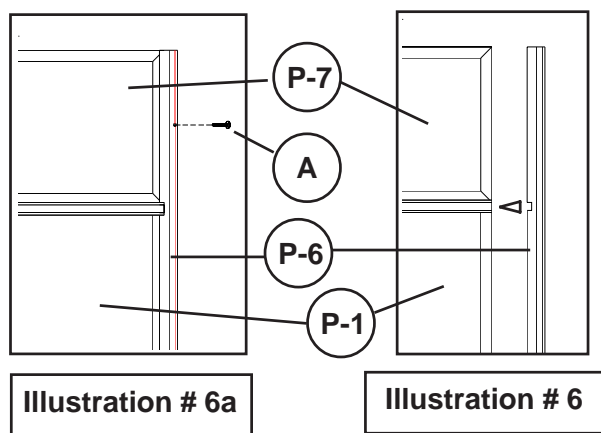 P-7
A
P-6
P-1
Illustration # 6a
Illustration # 6